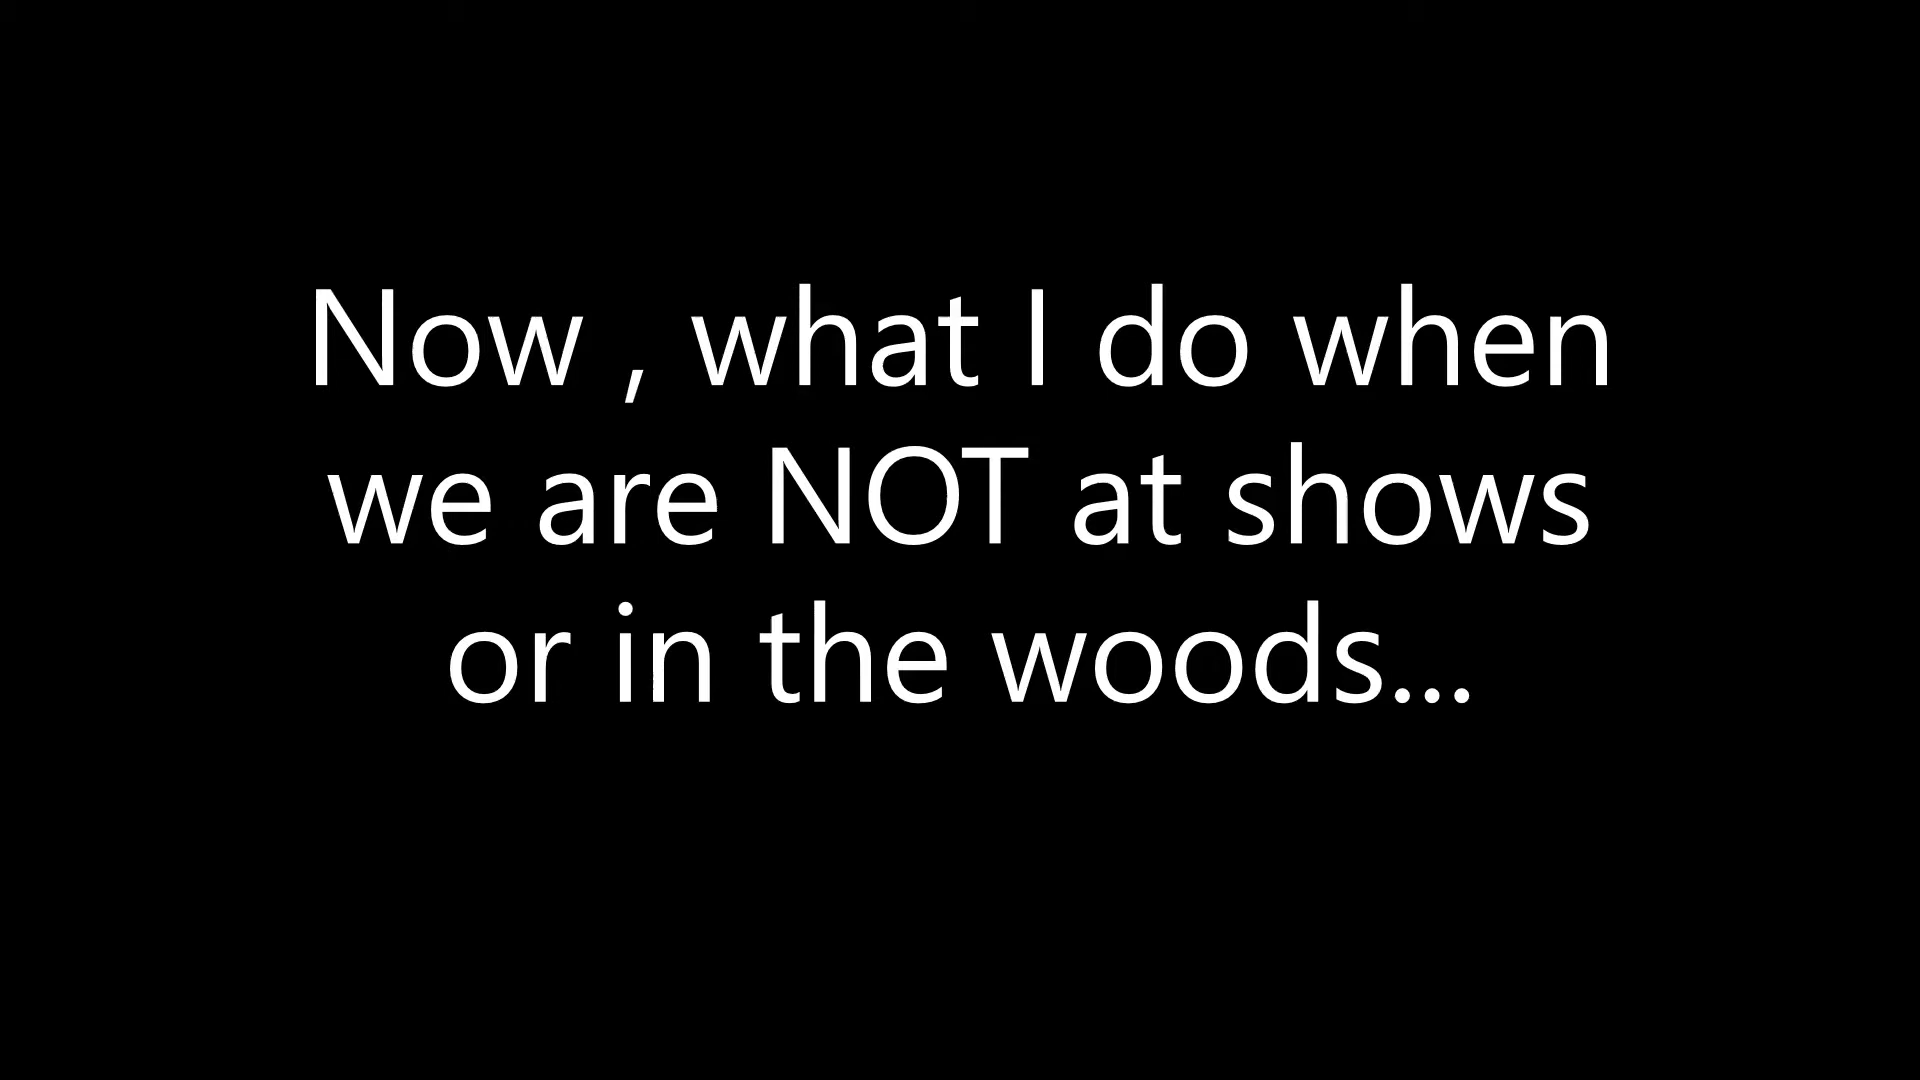 Now , what I do when
we are NOT at shows
or in the woods...